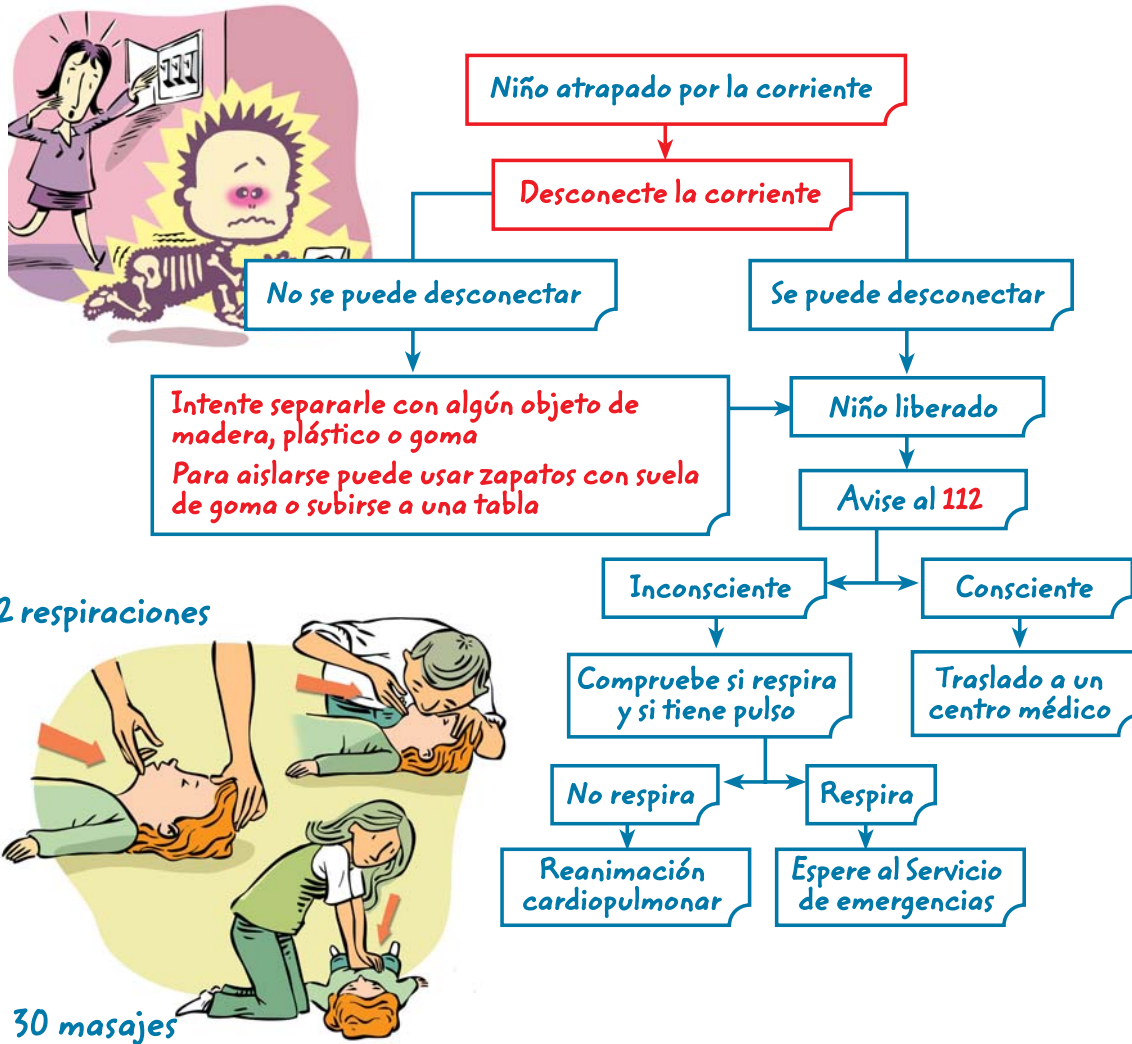 Niño atrapado por la corriente
Desconecte la corriente
No se puede desconectar
Se puede desconectar
Intente separarle con algún objeto de
madera, plástico o goma
Para aislarse puede usar zapatos con suela
de goma o subirse a una tabla
Niño liberado
Avise al 112
Inconsciente
Consciente
Compruebe si respira
y si tiene pulso
Traslado a un
centro médico
No respira
Respira
Reanimación
cardiopulmonar
Espere al Servicio
de emergencias
2 respiraciones
30 masajes